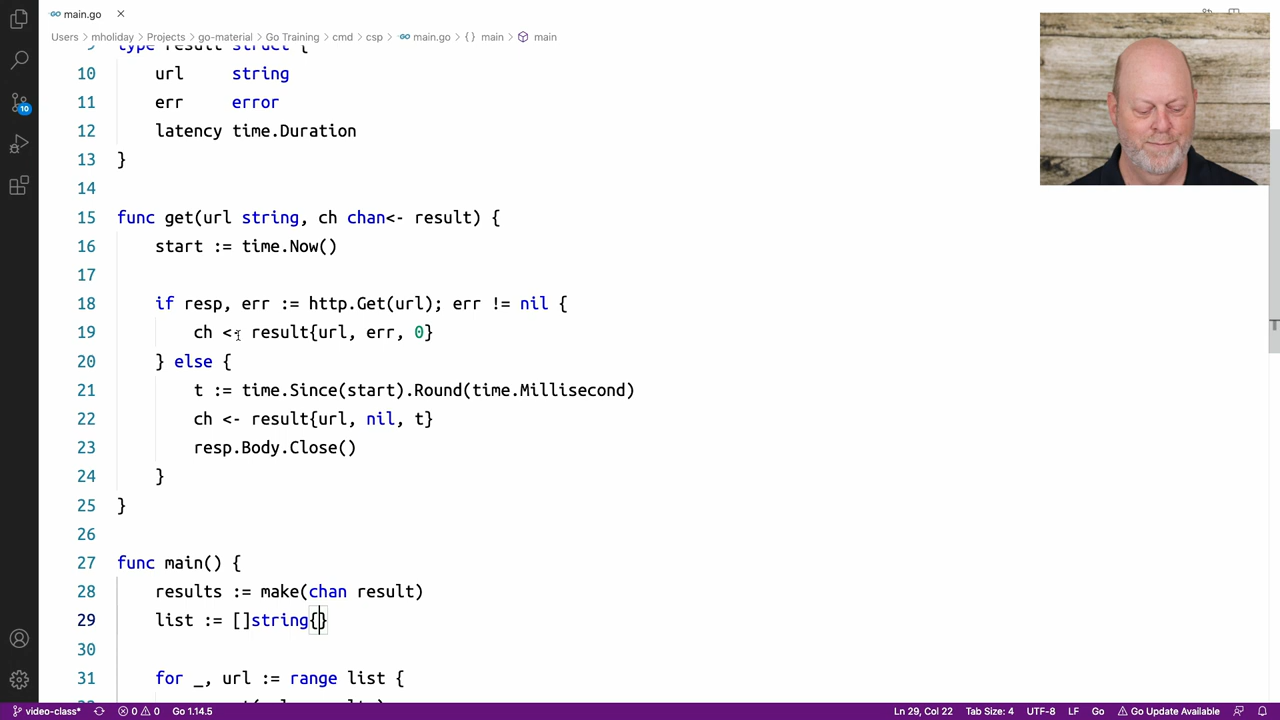 main.go
Users mholiday Projects go-material Go Training cmd csp main.go {} main main
9 type result struct {
10 url string
11 err error
12 latency time.Duration
13 }
14
15 func get(url string, ch chan<- result) {
16 start := time.Now()
17
18 if resp, err := http.Get(url); err != nil {
19 ch <- result{url, err, 0}
20 } else {
21 t := time.Since(start).Round(time.Millisecond)
22 ch <- result{url, nil, t}
23 resp.Body.Close()
24 }
25 }
26
27 func main() {
28 results := make(chan result)
29 list := []string{}
30
31 for _, url := range list {
10
video-class* 0 0 Go 1.14.5 Ln 29, Col 22 Tab Size: 4 UTF-8 LF Go Go Update Available